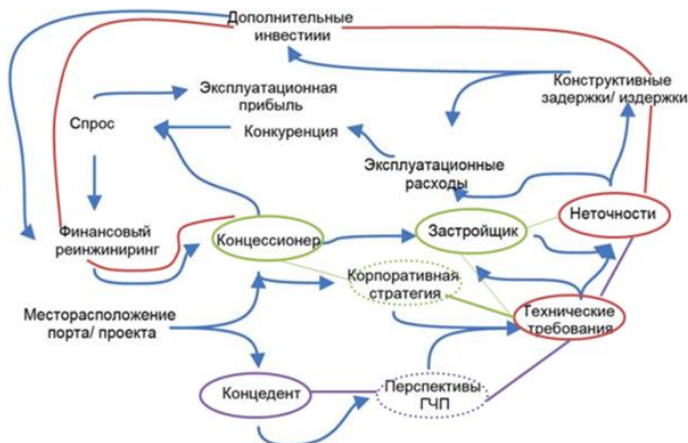 Дополнительные
инвестиии
Эксплуатационная
прибыль
Конструктивные
задержки/ издержки
Спрос
Конкуренция
Эксплуатационные
расходы
Финансовый
реинжиниринг
Концессионер
Застройщик
Неточности
Корпоративная
стратегия
Месторасположение
порта/ проекта
Технические
требования
Концедент
Перспективы
ГЧП